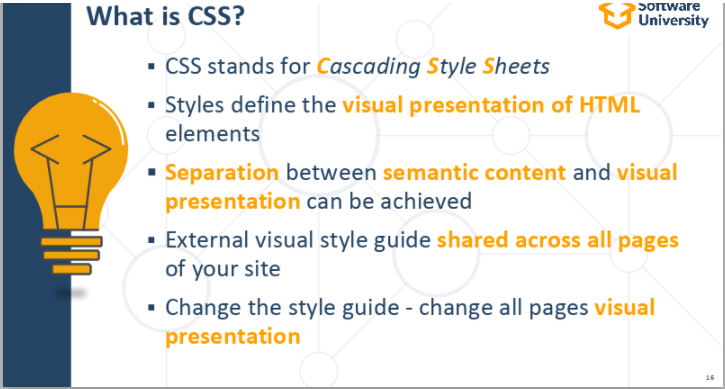 What is CSS?
Software
University
▪ CSS stands for Cascading Style Sheets
▪ Styles define the visual presentation of HTML
elements
▪ Separation between semantic content and visual
presentation can be achieved
▪ External visual style guide shared across all pages
of your site
▪ Change the style guide - change all pages visual
presentation
16